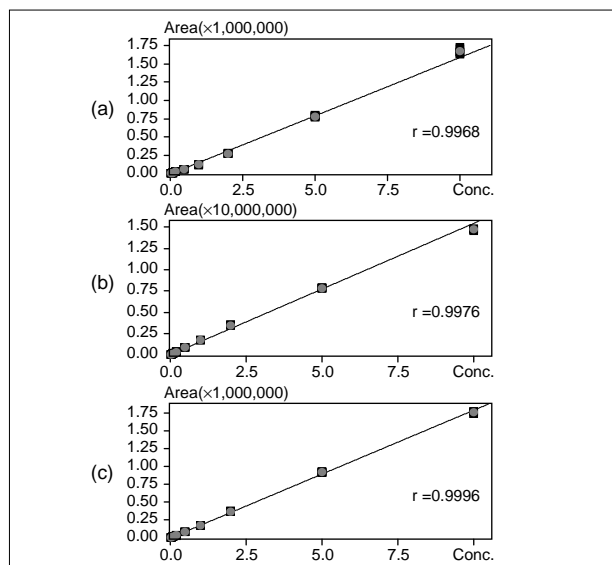 Area(×1,000,000)
1.75
1.50
1.25
(a)
1.00
0.75
r =0.9968
0.50
0.25
0.00
0.0 2.5 5.0 7.5 Conc.
Area(×10,000,000)
1.50
1.25
1.00
(b)
0.75
0.50
r =0.9976
0.25
0.00
0.0 2.5 5.0 7.5 Conc.
Area(×1,000,000)
1.75
1.50
1.25
1.00
(c)
0.75
r =0.9996
0.50
0.25
0.00
0.0 2.5 5.0 7.5 Conc.